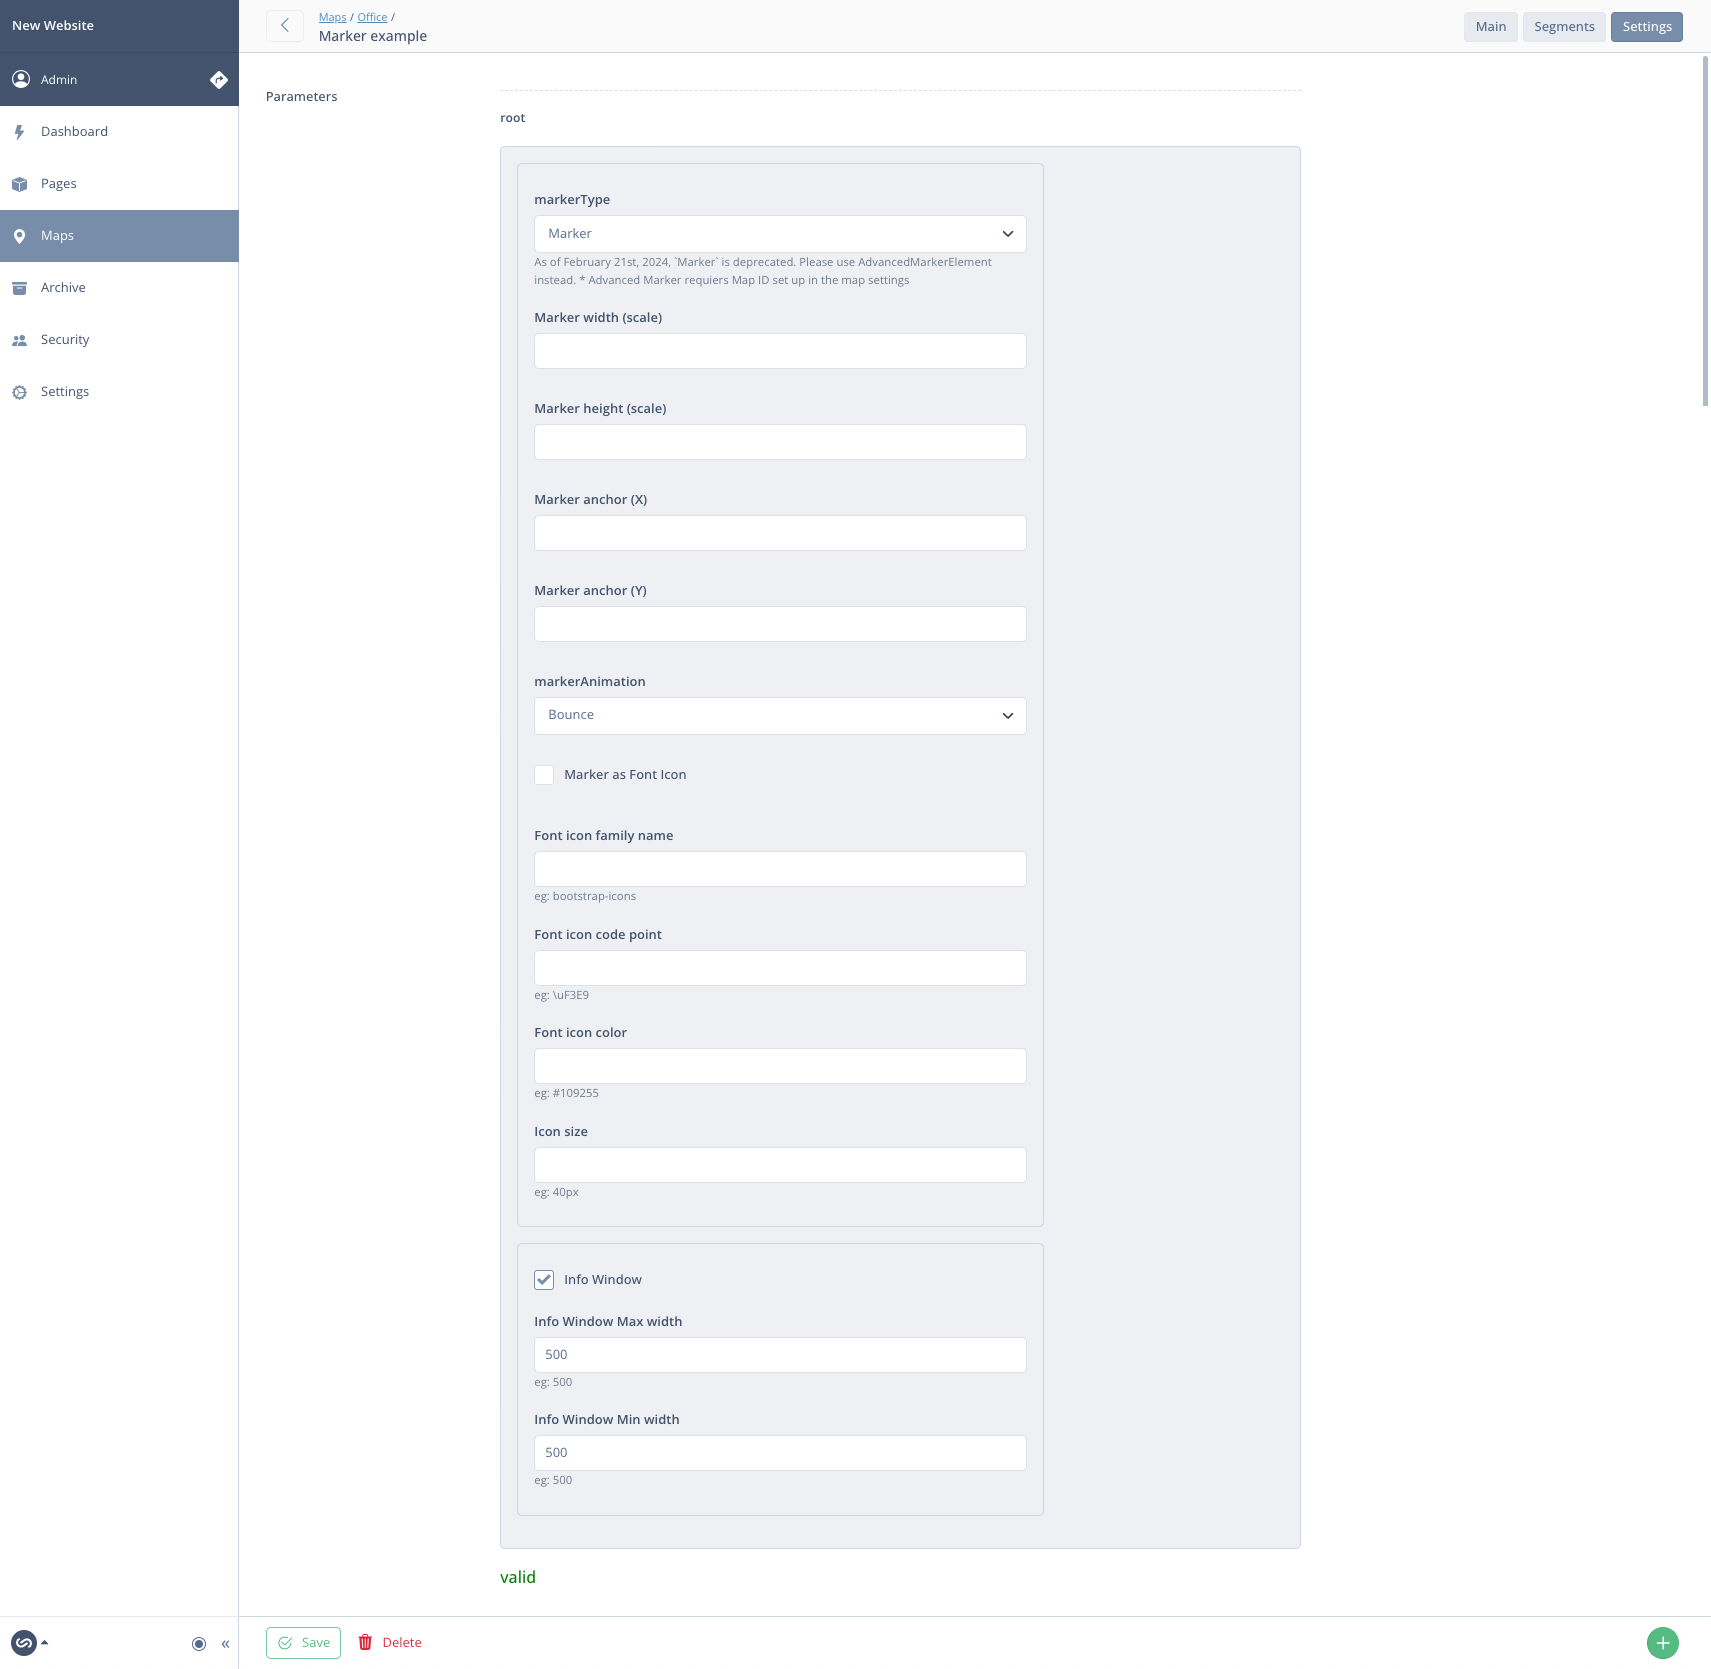 New Website
Admin
Dashboard
Pages
Maps
Archive
Security
Settings
Maps / Office /
Marker example
Main
Segments
Settings
Parameters
root
markerType
Marker
As of February 21st, 2024, `Marker` is deprecated. Please use AdvancedMarkerElement
instead. * Advanced Marker requiers Map ID set up in the map settings
Marker width (scale)
Marker height (scale)
Marker anchor (X)
Marker anchor (Y)
markerAnimation
Bounce
Marker as Font Icon
Font icon family name
eg: bootstrap-icons
Font icon code point
eg: \uF3E9
Font icon color
eg: #109255
Icon size
eg: 40px
Info Window
Info Window Max width
500
eg: 500
Info Window Min width
500
eg: 500
valid
Save
Delete